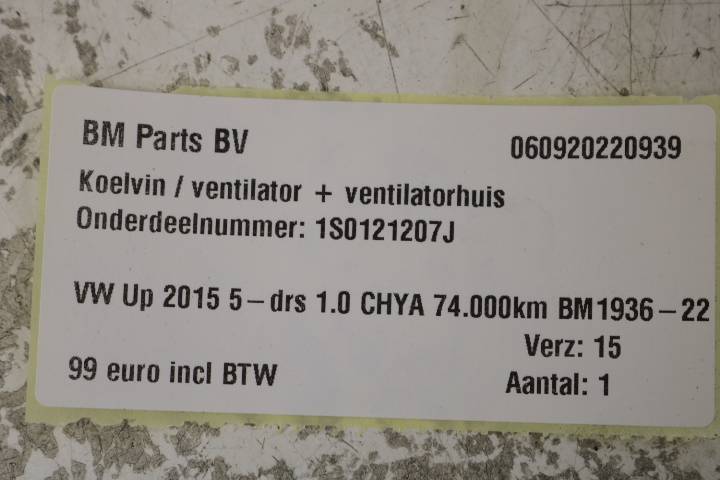 BM Parts BV 060920220939
Koelvin / ventilator + ventilatorhuis
Onderdeelnummer: 1S0121207J
VW Up 2015 5-drs 1.0 CHYA 74.000km BM1936-22
Verz: 15
99 euro incl BTW Aantal: 1